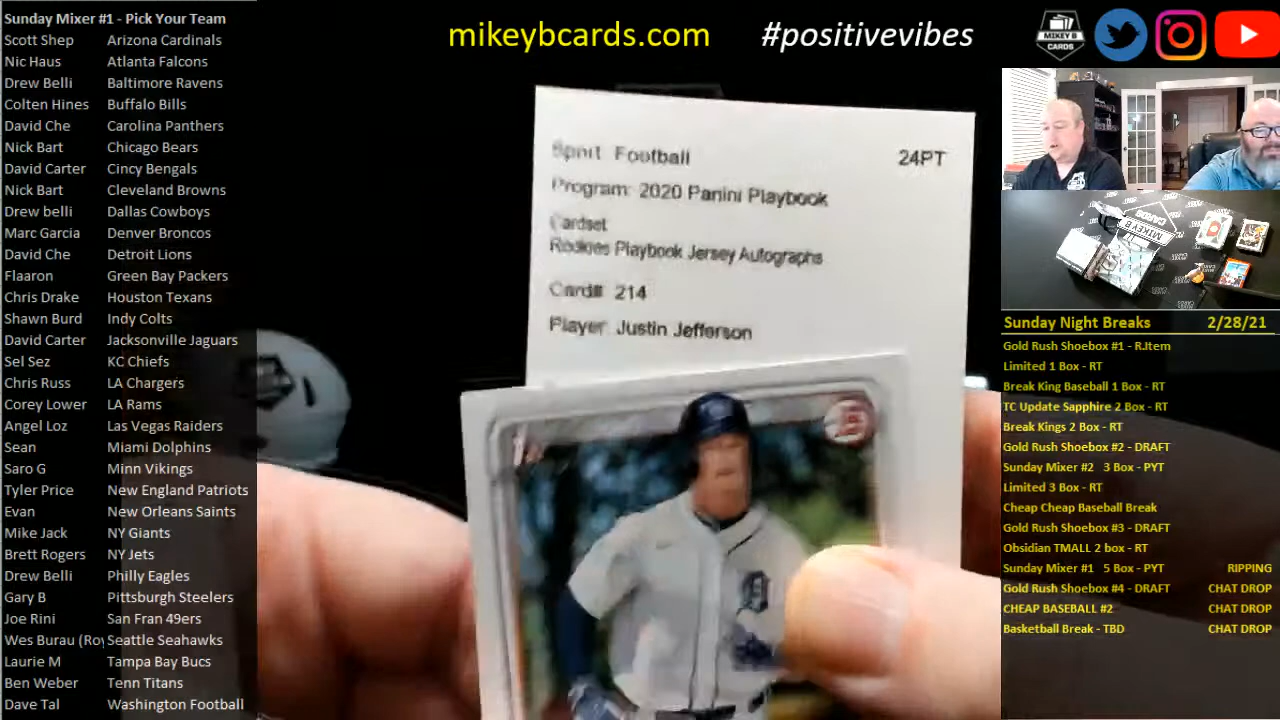 Sunday Mixer #1 - Pick Your Team
Scott Shep Arizona Cardinals
Nic Haus Atlanta Falcons
Drew Belli Baltimore Ravens
Colten Hines Buffalo Bills
David Che Carolina Panthers
Nick Bart Chicago Bears
David Carter Cincy Bengals
Nick Bart Cleveland Browns
Drew belli Dallas Cowboys
Marc Garcia Denver Broncos
David Che Detroit Lions
Flaaron Green Bay Packers
Chris Drake Houston Texans
Shawn Burd Indy Colts
David Carter Jacksonville Jaguars
Sel Sez KC Chiefs
Chris Russ LA Chargers
Corey Lower LA Rams
Angel Loz Las Vegas Raiders
Sean Miami Dolphins
Saro G Minn Vikings
Tyler Price New England Patriots
Evan New Orleans Saints
Mike Jack NY Giants
Brett Rogers NY Jets
Drew Belli Philly Eagles
Gary B Pittsburgh Steelers
Joe Rini San Fran 49ers
Wes Burau (Roy Seattle Seahawks
Laurie M Tampa Bay Bucs
Ben Weber Tenn Titans
Dave Tal Washington Football
mikeybcards.com #positivevibes
MIKEY B
CARDS
Sport Football 24PT
Program: 2020 Panini Playbook
Cardset
Rookies Playbook Jersey Autographs
Card# 214
Player: Justin Jefferson
D
MIKEY B
CARDS
Sunday Night Breaks 2/28/21
Gold Rush Shoebox #1 - R.Item
Limited 1 Box - RT
Break King Baseball 1 Box - RT
TC Update Sapphire 2 Box - RT
Break Kings 2 Box - RT
Gold Rush Shoebox #2 - DRAFT
Sunday Mixer #2 3 Box - PYT
Limited 3 Box - RT
Cheap Cheap Baseball Break
Gold Rush Shoebox #3 - DRAFT
Obsidian TMALL 2 box - RT
Sunday Mixer #1 5 Box - PYT RIPPING
Gold Rush Shoebox #4 - DRAFT CHAT DROP
CHEAP BASEBALL #2 CHAT DROP
Basketball Break - TBD CHAT DROP